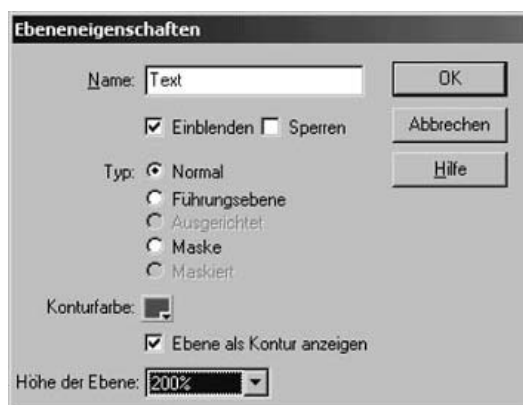 Ebeneneigenschaften
Name: Text
OK
Einblenden Sperren
Abbrechen
Typ: Normal
Hilfe
Führungsebene
Ausgerichtet
Maske
Maskiert
Konturfarbe:
Ebene als Kontur anzeigen
Höhe der Ebene: 200%